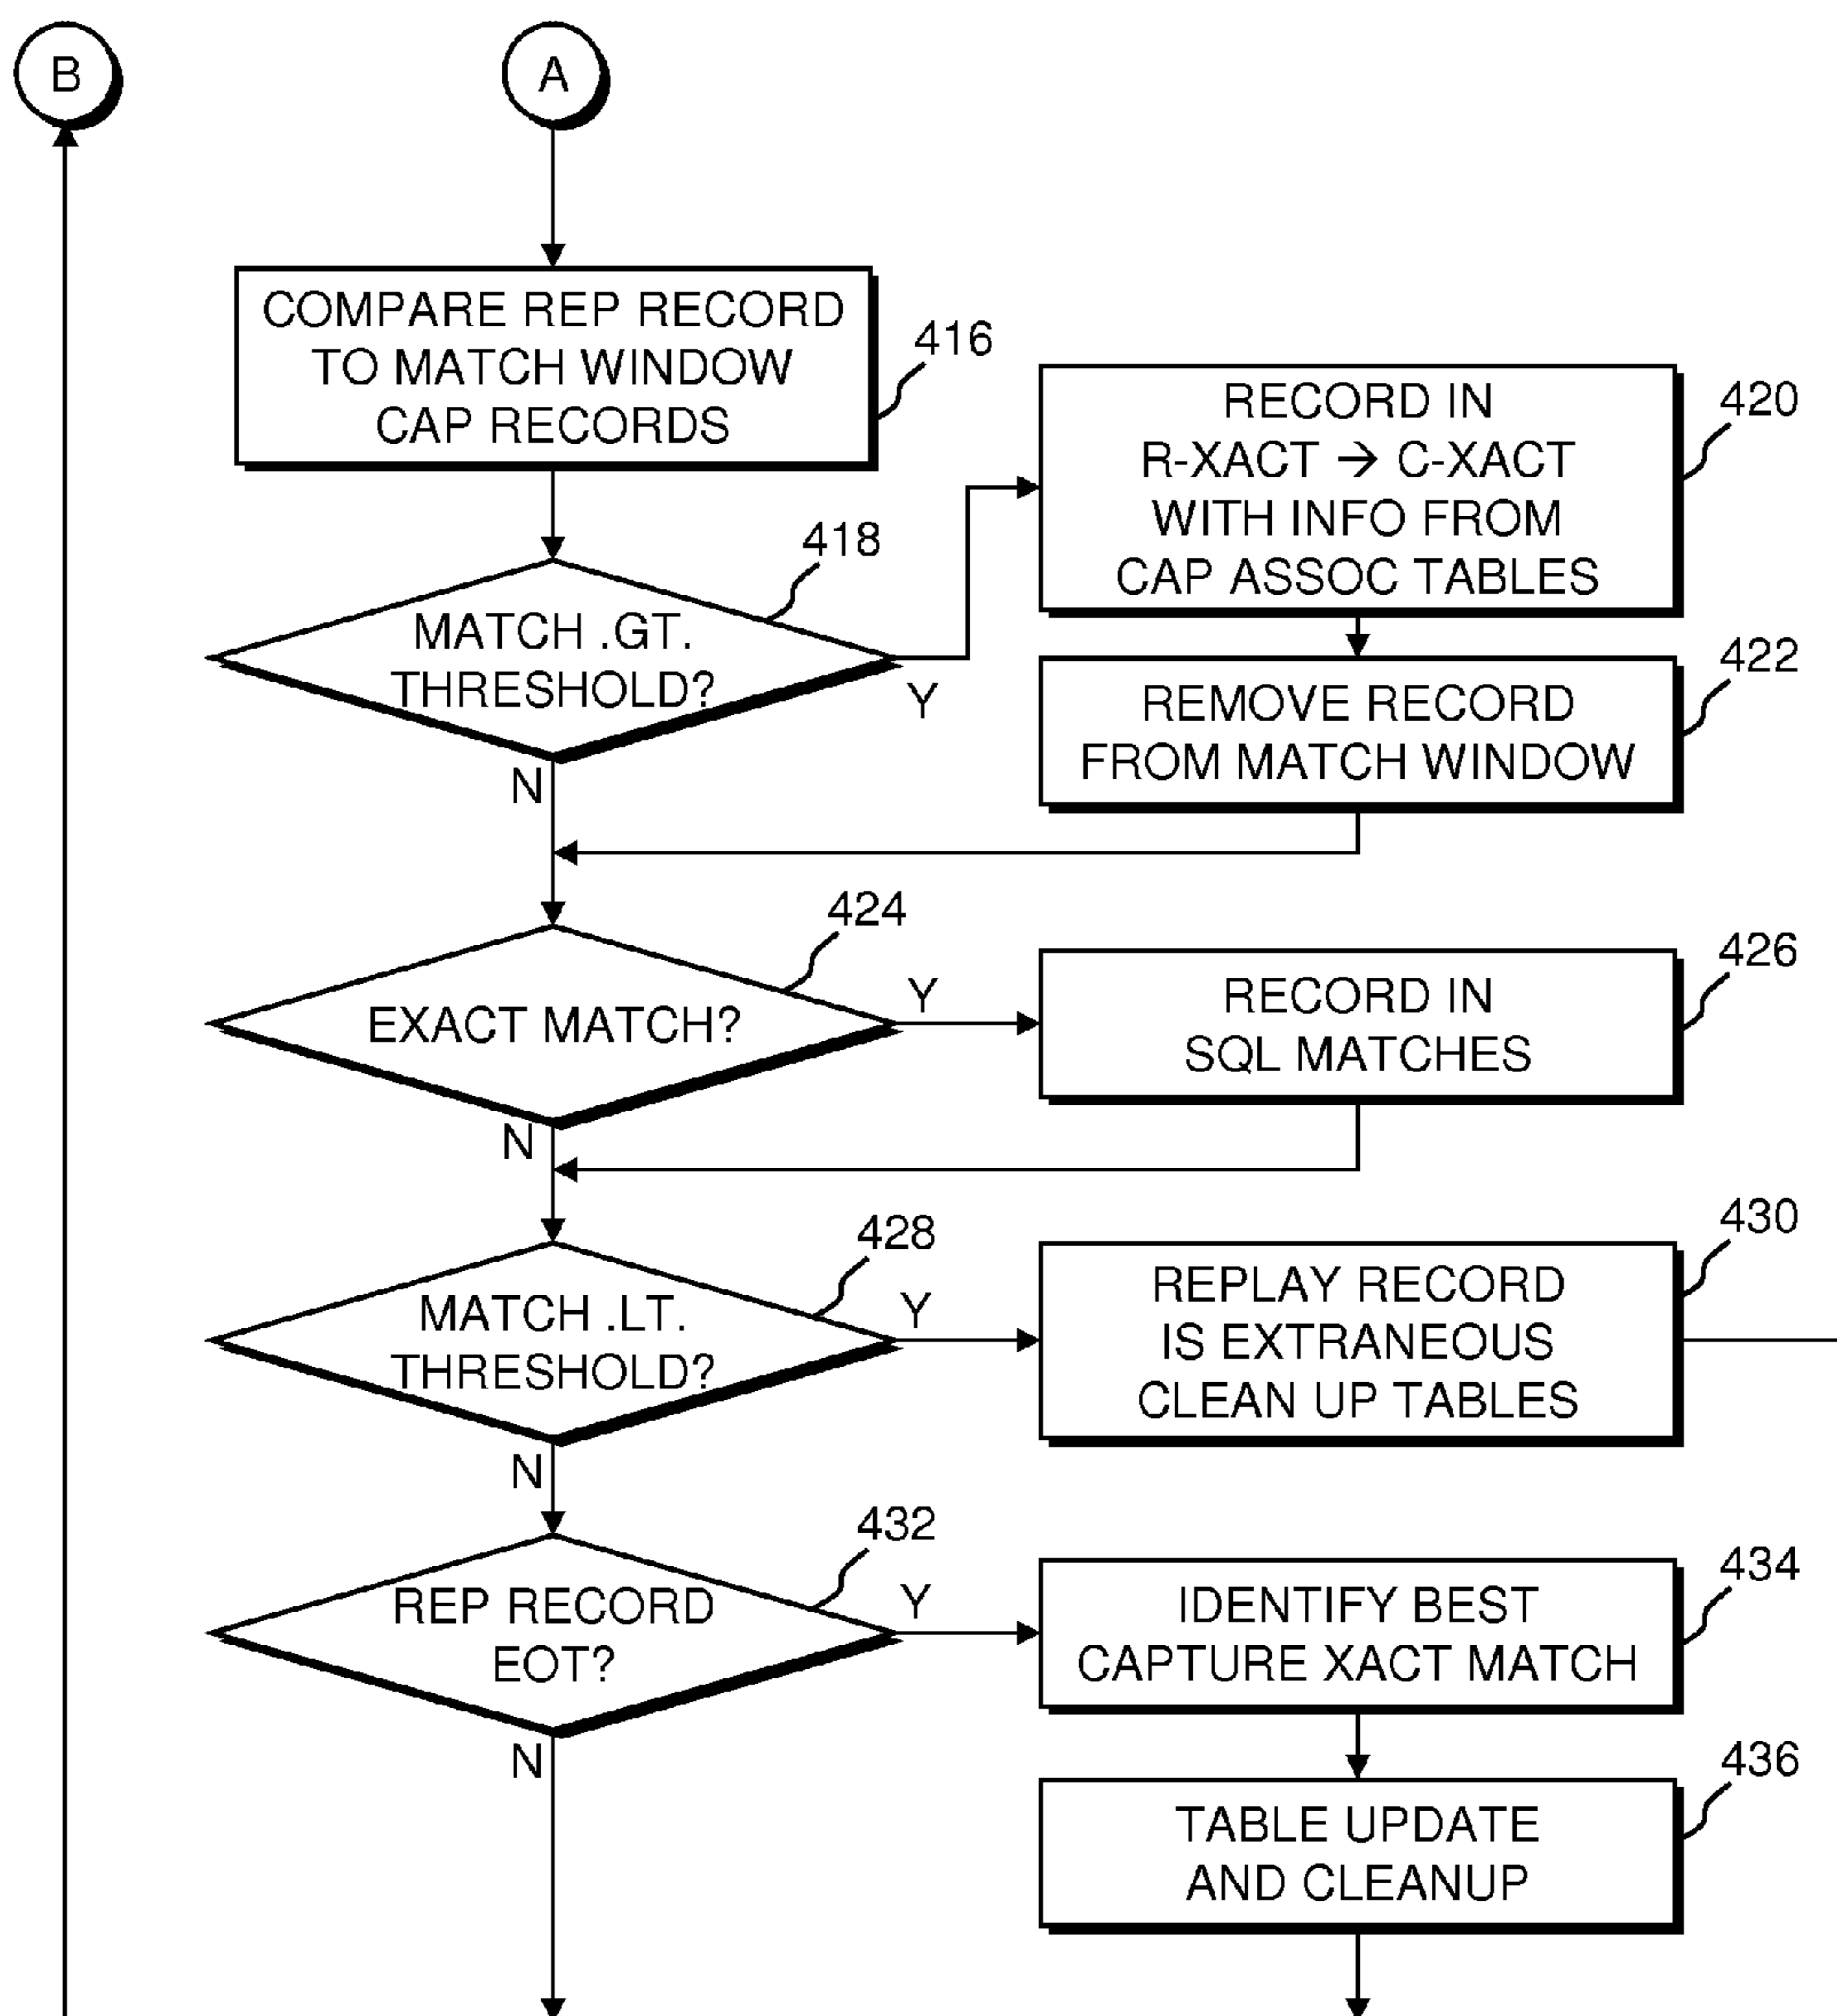 B
A
COMPARE REP RECORD
TO MATCH WINDOW
CAP RECORDS
416
RECORD IN
R-XACT → C-XACT
WITH INFO FROM
CAP ASSOC TABLES
420
418
MATCH .GT.
THRESHOLD?
Y
N
REMOVE RECORD
FROM MATCH WINDOW
422
424
EXACT MATCH?
Y
N
RECORD IN
SQL MATCHES
426
428
MATCH .LT.
THRESHOLD?
Y
N
REPLAY RECORD
IS EXTRANEOUS
CLEAN UP TABLES
430
432
REP RECORD
EOT?
Y
N
IDENTIFY BEST
CAPTURE XACT MATCH
434
TABLE UPDATE
AND CLEANUP
436